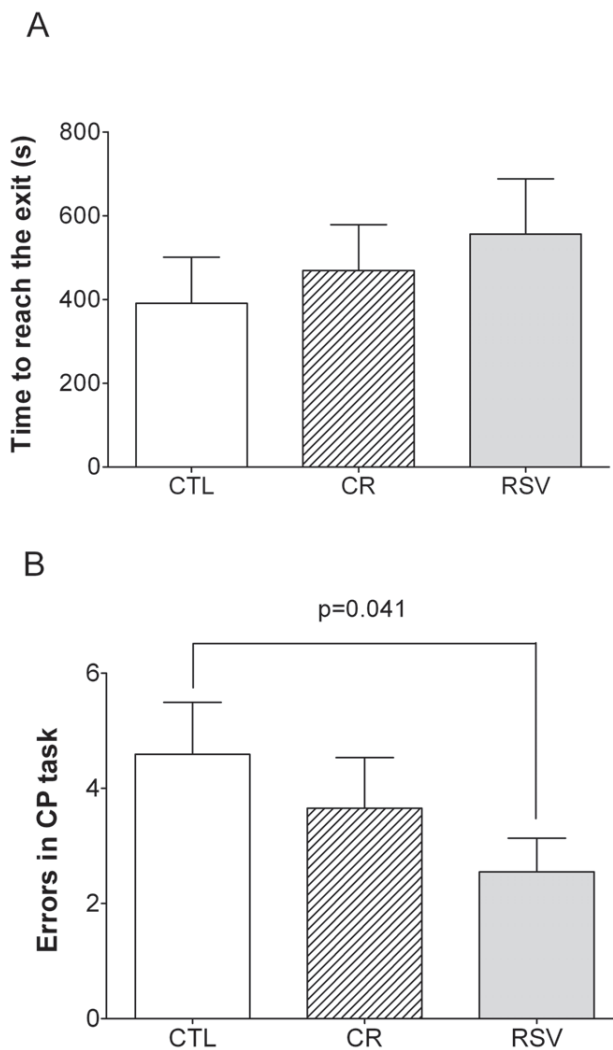 A
Time to reach the exit (s)
800
600
400
200
0
CTL CR RSV
B
p=0.041
Errors in CP task
6
4
2
0
CTL CR RSV